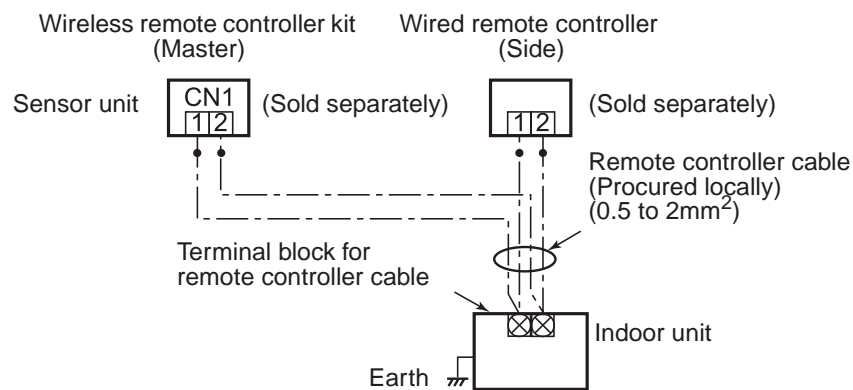 Wireless remote controller kit
(Master)
Wired remote controller
(Side)
Sensor unit
CN1
1 2
(Sold separately)
1 2
(Sold separately)
Remote controller cable
(Procured locally)
(0.5 to 2mm²)
Terminal block for
remote controller cable
Indoor unit
Earth